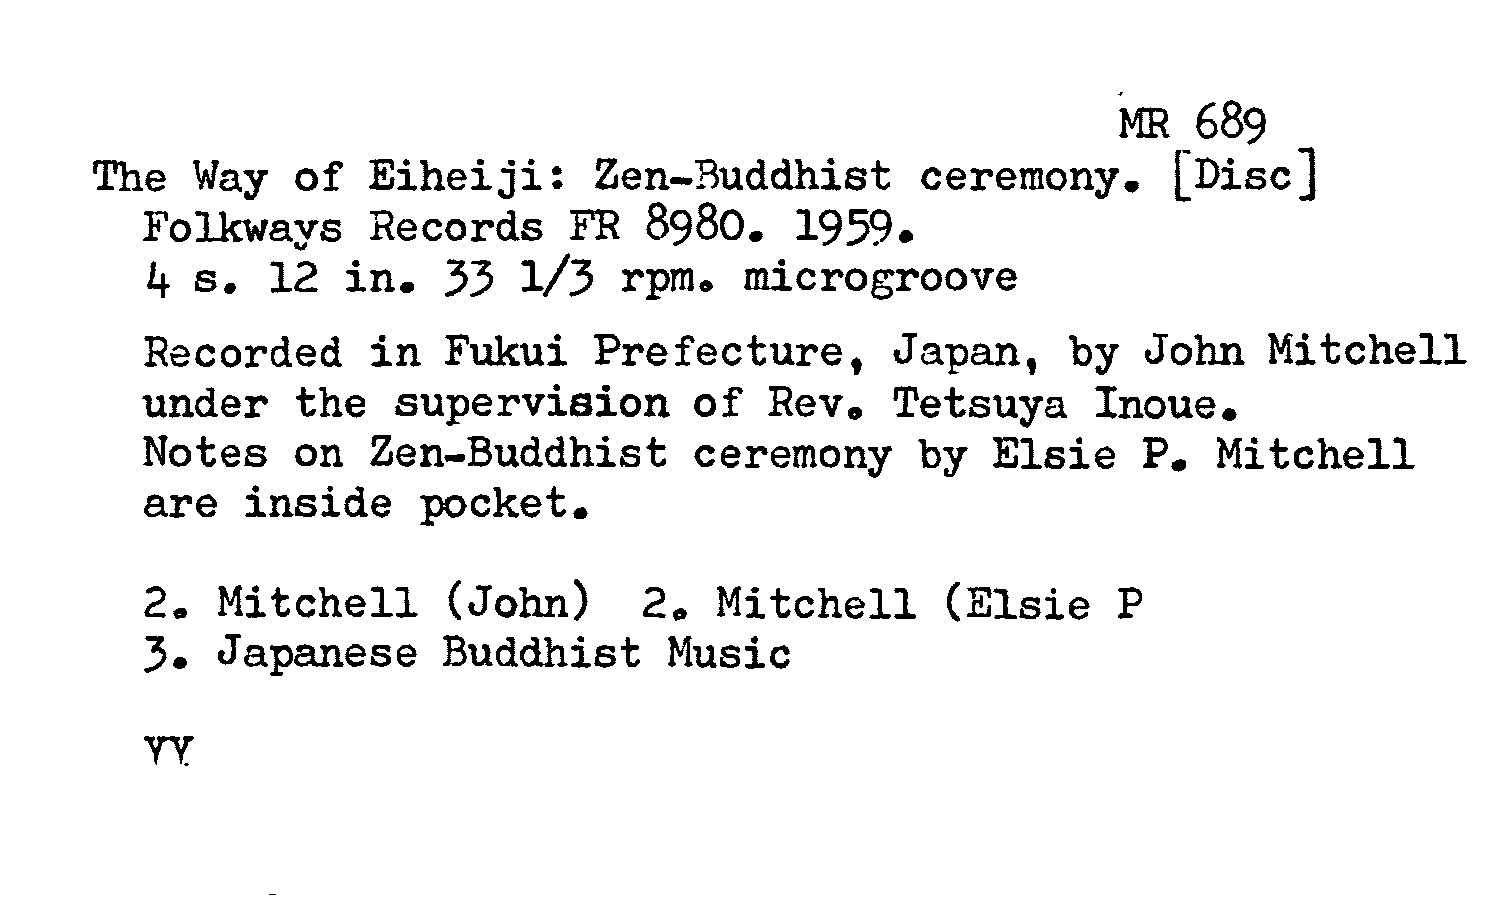 MR 689
The Way of Eiheiji: Zen-Buddhist ceremony. [Disc]
Folkways Records FR 8980. 1959.
4 s. 12 in. 33 1/3 rpm. microgroove
Recorded in Fukui Prefecture, Japan, by John Mitchell
under the supervision of Rev. Tetsuya Inoue.
Notes on Zen-Buddhist ceremony by Elsie P. Mitchell
are inside pocket.
2. Mitchell (John) 2. Mitchell (Elsie P
3. Japanese Buddhist Music
YY